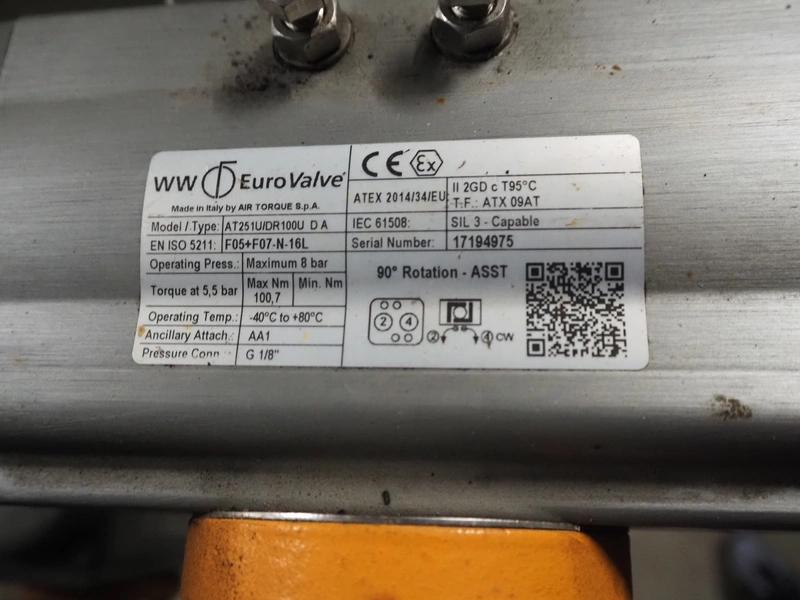 WW EuroValve®
Made in Italy by AIR TORQUE S.p.A.
Model / Type: AT251U/DR100U D A
EN ISO 5211: F05+F07-N-16L
Operating Press.: Maximum 8 bar
Torque at 5,5 bar Max Nm 100,7 Min. Nm
Operating Temp.: -40°C to +80°C
Ancillary Attach.: AA1
Pressure Conn G 1/8"
CE Ex
ATEX 2014/34/EU II 2GD c T95°C
T.F.: ATX 09AT
IEC 61508: SIL 3 - Capable
Serial Number: 17194975
90° Rotation - ASST
2 4
2 4 CW